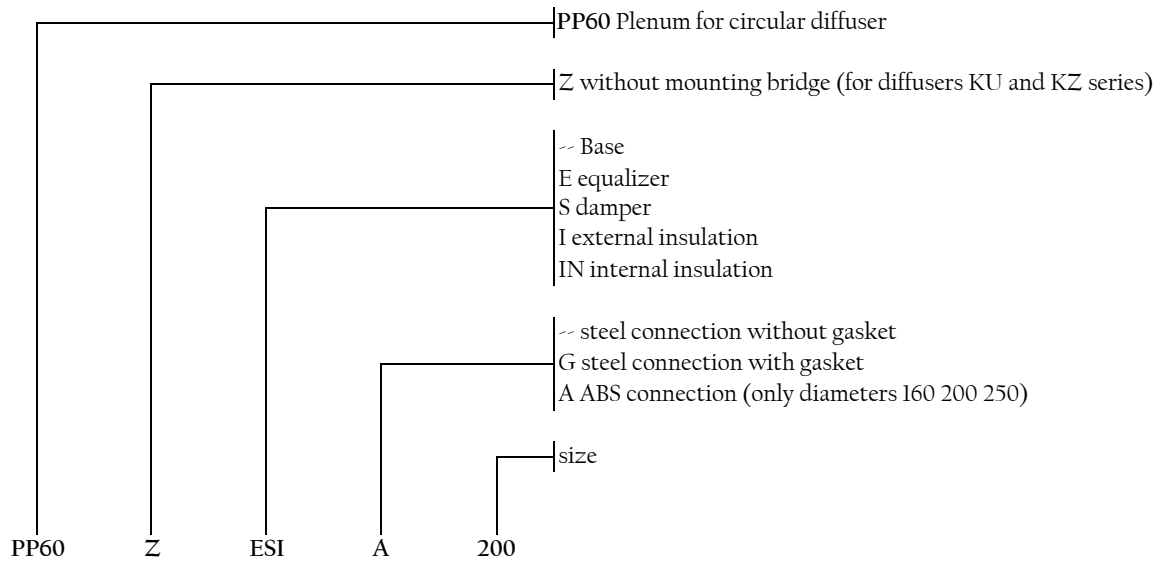 PP60 Plenum for circular diffuser
Z without mounting bridge (for diffusers KU and KZ series)
-- Base
E equalizer
S damper
I external insulation
IN internal insulation
-- steel connection without gasket
G steel connection with gasket
A ABS connection (only diameters 160 200 250)
size
PP60 Z ESI A 200